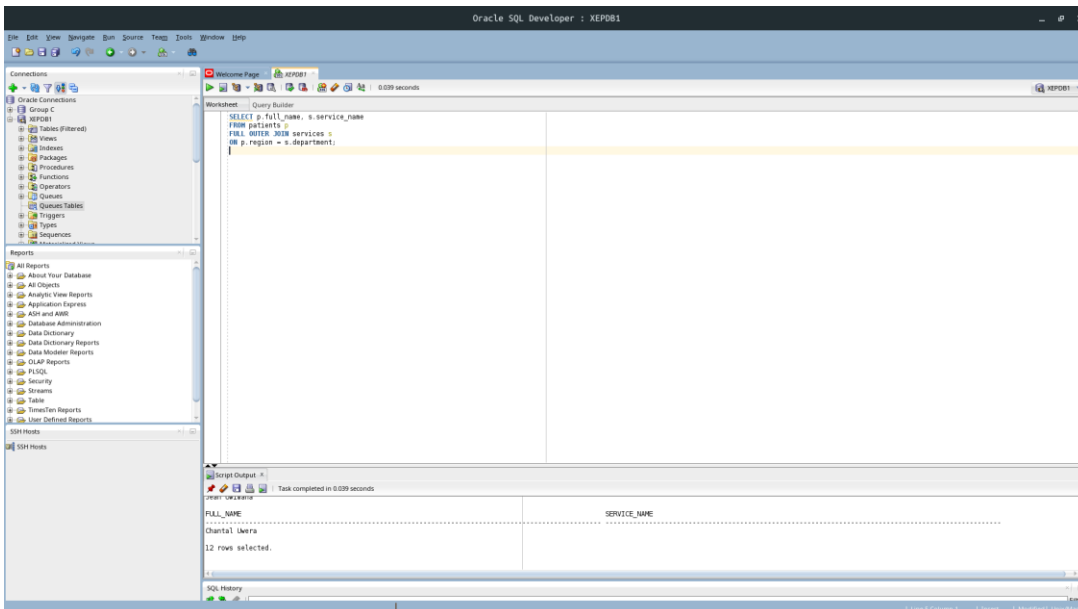 Oracle SQL Developer : XEPDB1
File Edit View Navigate Run Source Team Tools Window Help
Connections
Oracle Connections
Group C
XEPDB1
Tables (Filtered)
Views
Indexes
Packages
Procedures
Functions
Operators
Queues
Queues Tables
Triggers
Types
Sequences
Reports
All Reports
About Your Database
All Objects
Analytic View Reports
Application Express
ASH and AWR
Database Administration
Data Dictionary
Data Dictionary Reports
Data Modeler Reports
OLAP Reports
PLSQL
Security
Streams
Table
TimesTen Reports
User Defined Reports
SSH Hosts
SSH Hosts
Welcome Page XEPDB1
0.039 seconds
XEPDB1
Worksheet Query Builder
SELECT p.full_name, s.service_name
FROM patients p
FULL OUTER JOIN services s
ON p.region = s.department;
Script Output
Task completed in 0.039 seconds
FULL_NAME SERVICE_NAME
Chantal Uwera
12 rows selected.
SQL History